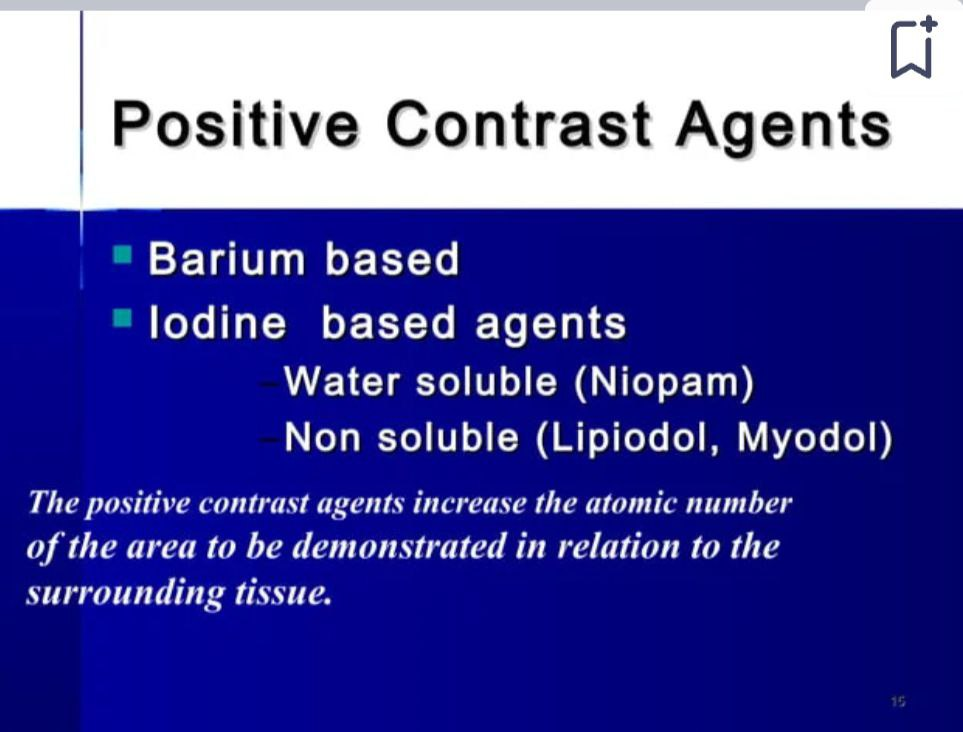 Positive Contrast Agents
Barium based
Iodine based agents
–Water soluble (Niopam)
–Non soluble (Lipiodol, Myodol)
The positive contrast agents increase the atomic number
of the area to be demonstrated in relation to the
surrounding tissue.
15